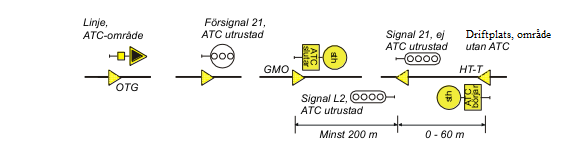 Linje,
ATC-område
OTG
Försignal 21,
ATC utrustad
GMO
ATC
slutar
sth
Signal L2,
ATC utrustad
Minst 200 m
Signal 21, ej
ATC utrustad
Driftplats, område
utan ATC
HT-T
sth
ATC
börjar
0 - 60 m